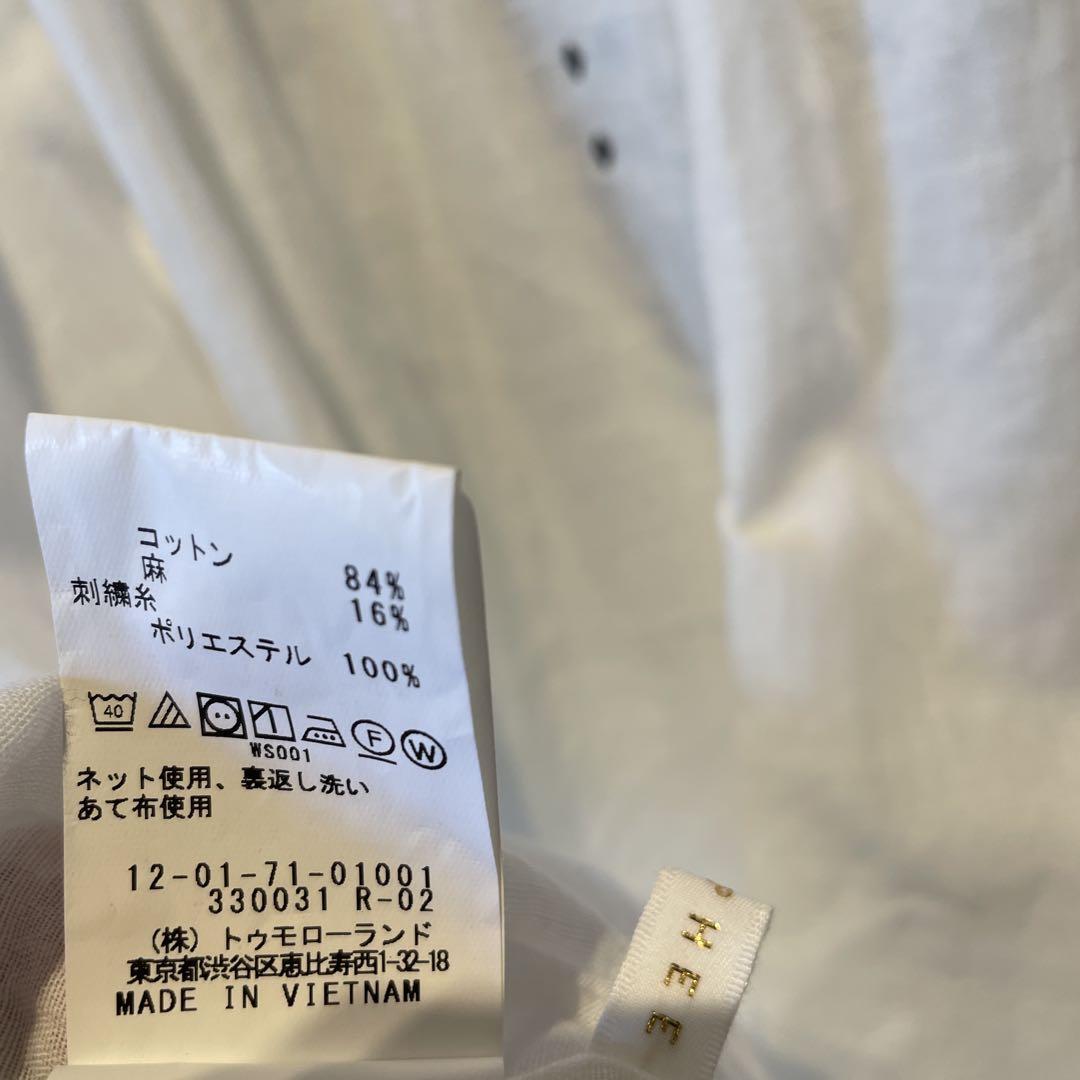 コットン 84%
麻 16%
刺繍糸
ポリエステル 100%
40
F
W
WS001
ネット使用、裏返し洗い
あて布使用
12-01-71-01001
330031 R-02
(株) トゥモローランド
東京都渋谷区恵比寿西1-32-18
MADE IN VIETNAM
HEE